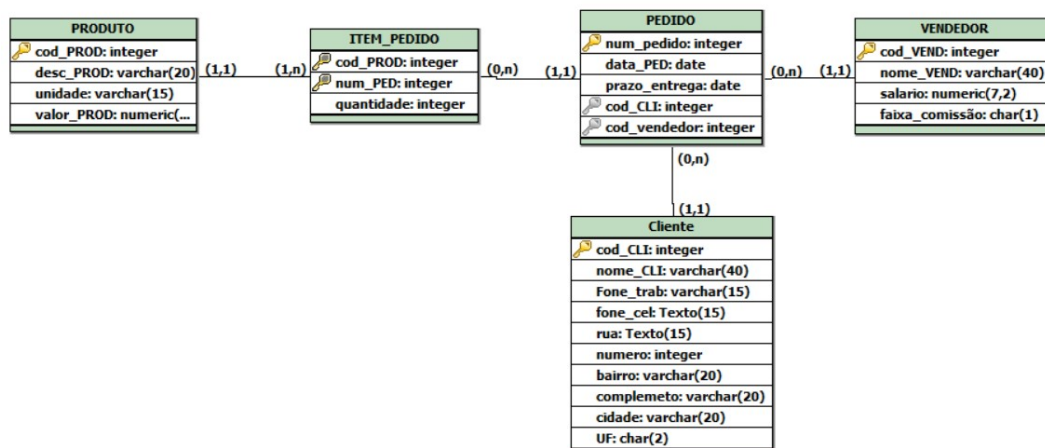 PRODUTO
cod_PROD: integer
desc_PROD: varchar(20)
unidade: varchar(15)
valor_PROD: numeric(...
(1,1)
(1,n)
ITEM_PEDIDO
cod_PROD: integer
num_PED: integer
quantidade: integer
(0,n)
(1,1)
PEDIDO
num_pedido: integer
data_PED: date
prazo_entrega: date
cod_CLI: integer
cod_vendedor: integer
(0,n)
(1,1)
VENDEDOR
cod_VEND: integer
nome_VEND: varchar(40)
salario: numeric(7,2)
faixa_comissão: char(1)
(0,n)
(1,1)
Cliente
cod_CLI: integer
nome_CLI: varchar(40)
Fone_trab: varchar(15)
fone_cel: Texto(15)
rua: Texto(15)
numero: integer
bairro: varchar(20)
complemeto: varchar(20)
cidade: varchar(20)
UF: char(2)